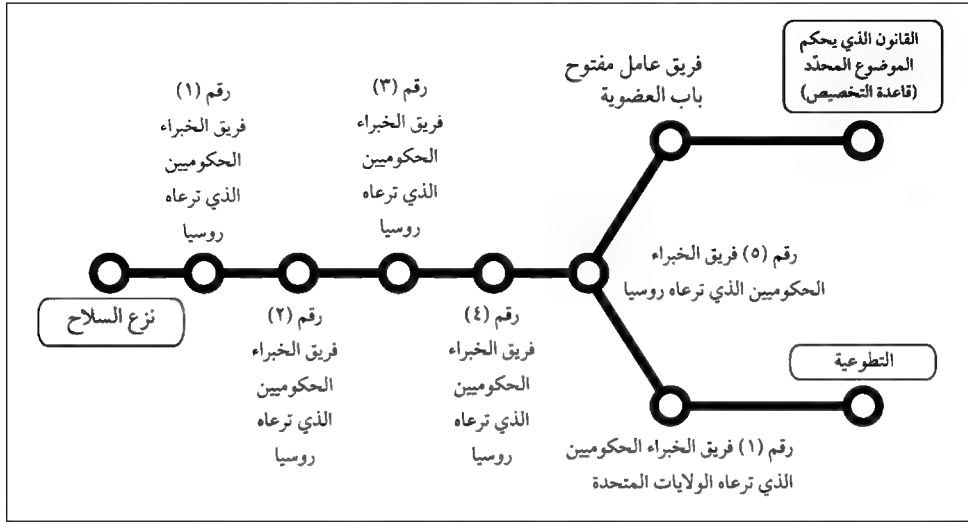 القانون الذي يحكم
الموضوع المحدّد
(قاعدة التخصيص)
فريق عامل مفتوح
باب العضوية
رقم (٣)
فريق الخبراء
الحكوميين
الذي ترعاه
روسيا
رقم (١)
فريق الخبراء
الحكوميين
الذي ترعاه
روسيا
رقم (٥) فريق الخبراء
الحكوميين الذي ترعاه روسيا
نزع السلاح
رقم (٢)
فريق الخبراء
الحكوميين
الذي ترعاه
روسيا
رقم (٤)
فريق الخبراء
الحكوميين
الذي ترعاه
روسيا
التطوعية
رقم (١) فريق الخبراء الحكوميين
الذي ترعاه الولايات المتحدة